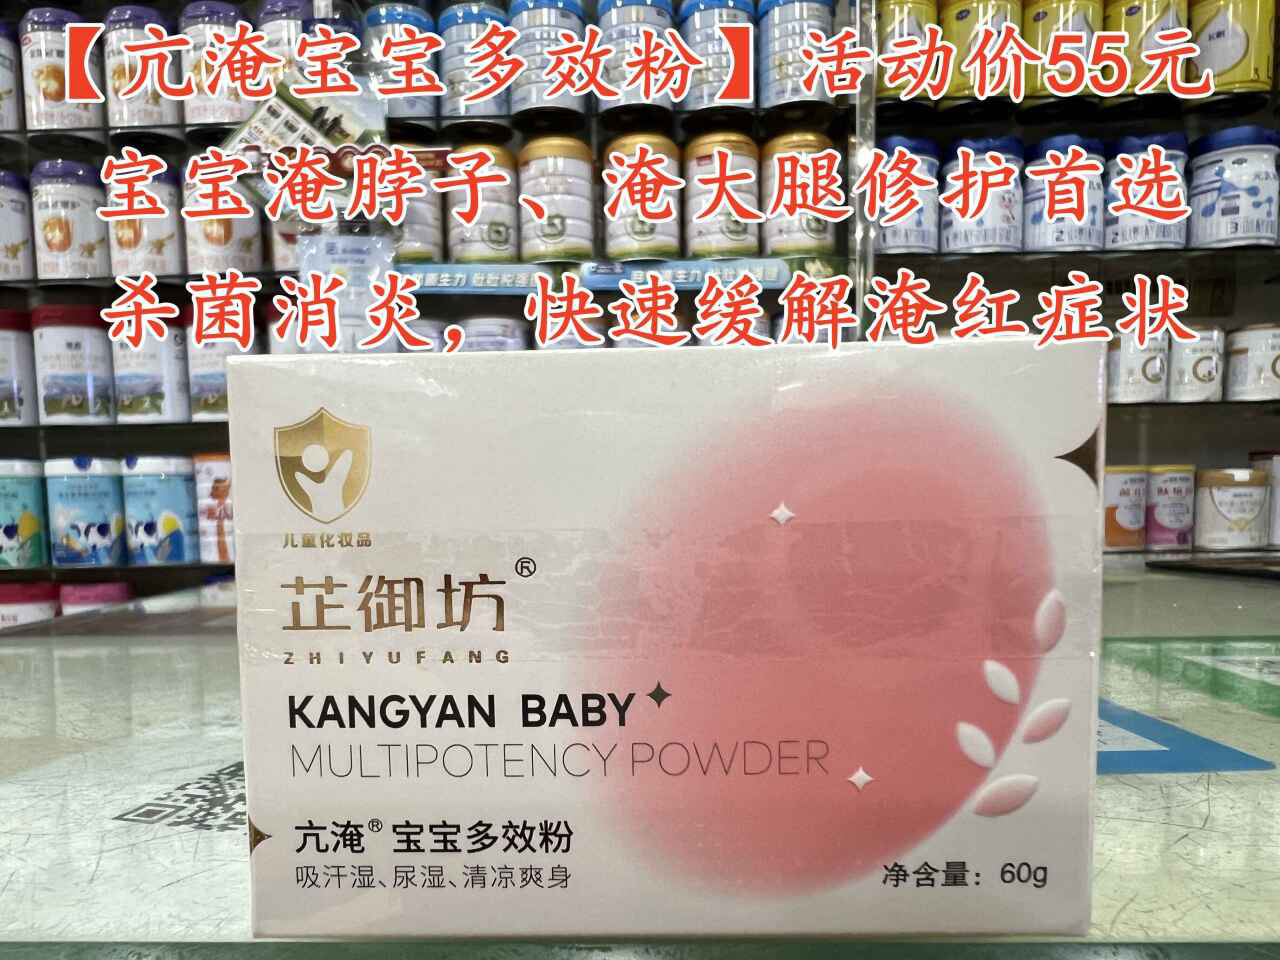 【亢淹宝宝多效粉】活动价55元
宝宝淹脖子、淹大腿修护首选
杀菌消炎，快速缓解淹红症状
儿童化妆品
芷御坊®
ZHIYUFANG
KANGYAN BABY
MULTIPOTENCY POWDER
亢淹®宝宝多效粉
吸汗湿、尿湿、清凉爽身
净含量：60g